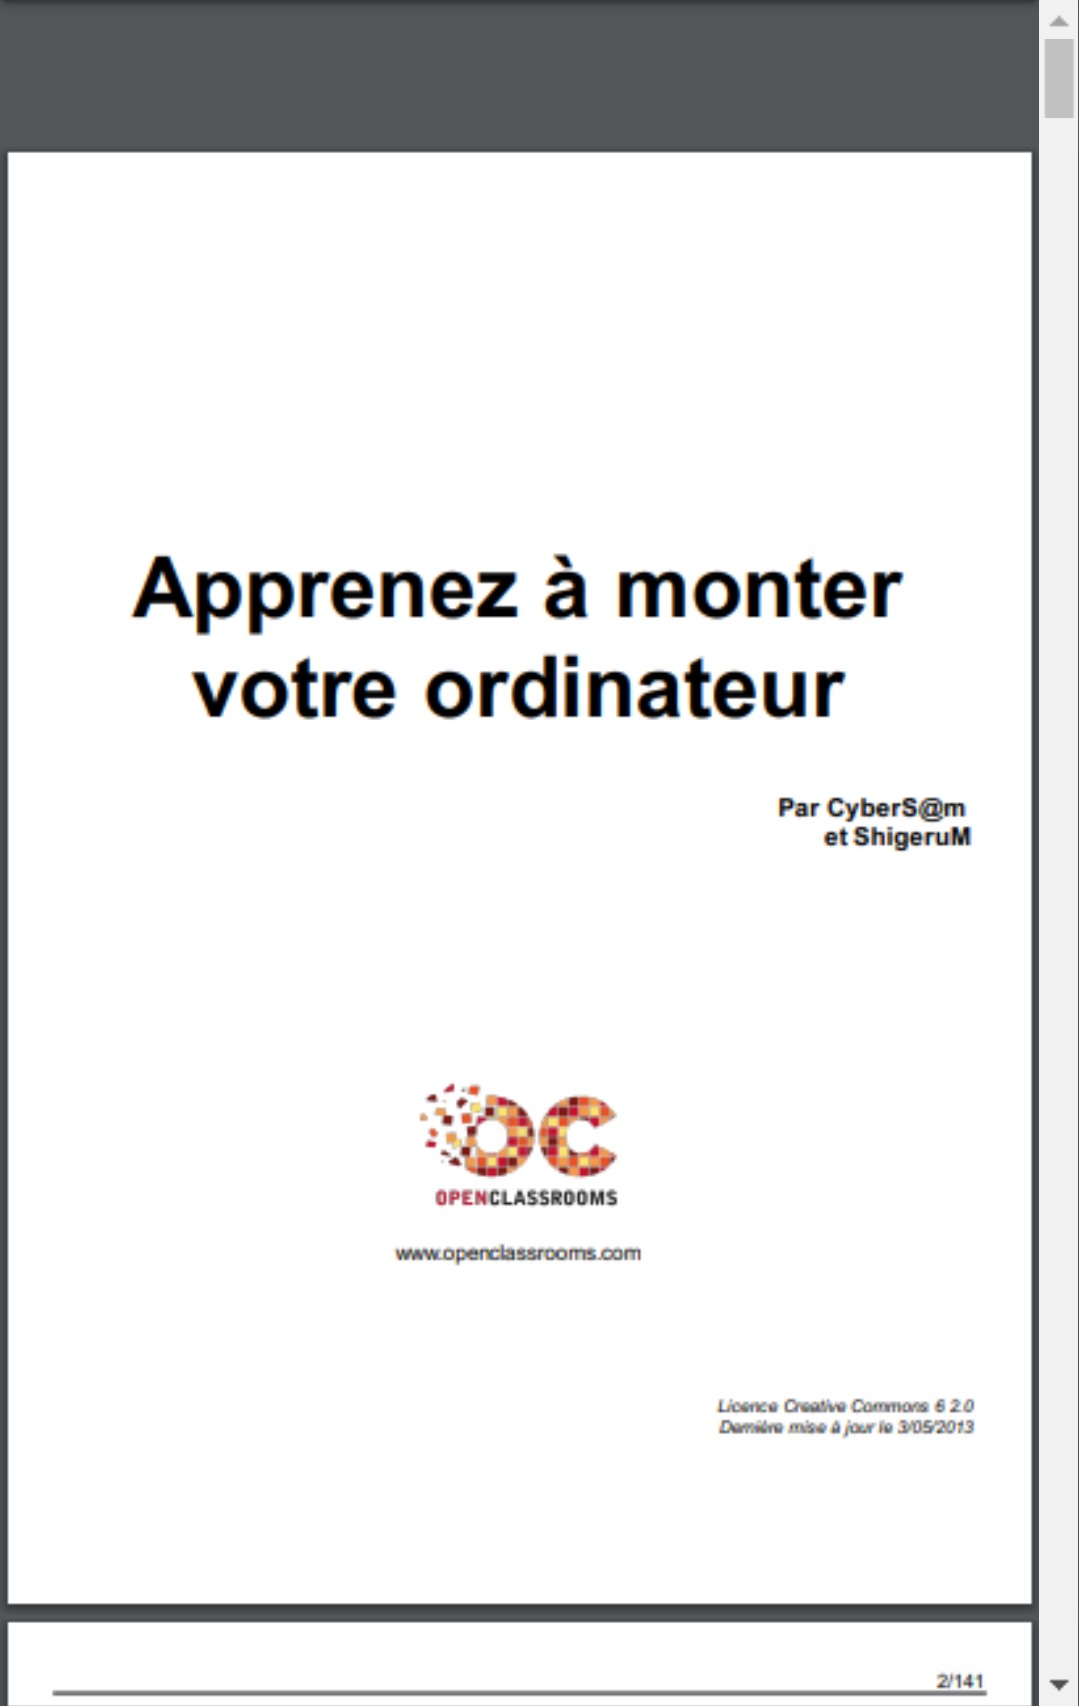 Apprenez à monter
votre ordinateur
Par CyberS@m
et ShigeruM
OC
OPENCLASSROOMS
www.openclassrooms.com
Licence Creative Commons 6 2.0
Dernière mise à jour le 3/05/2013
2/141